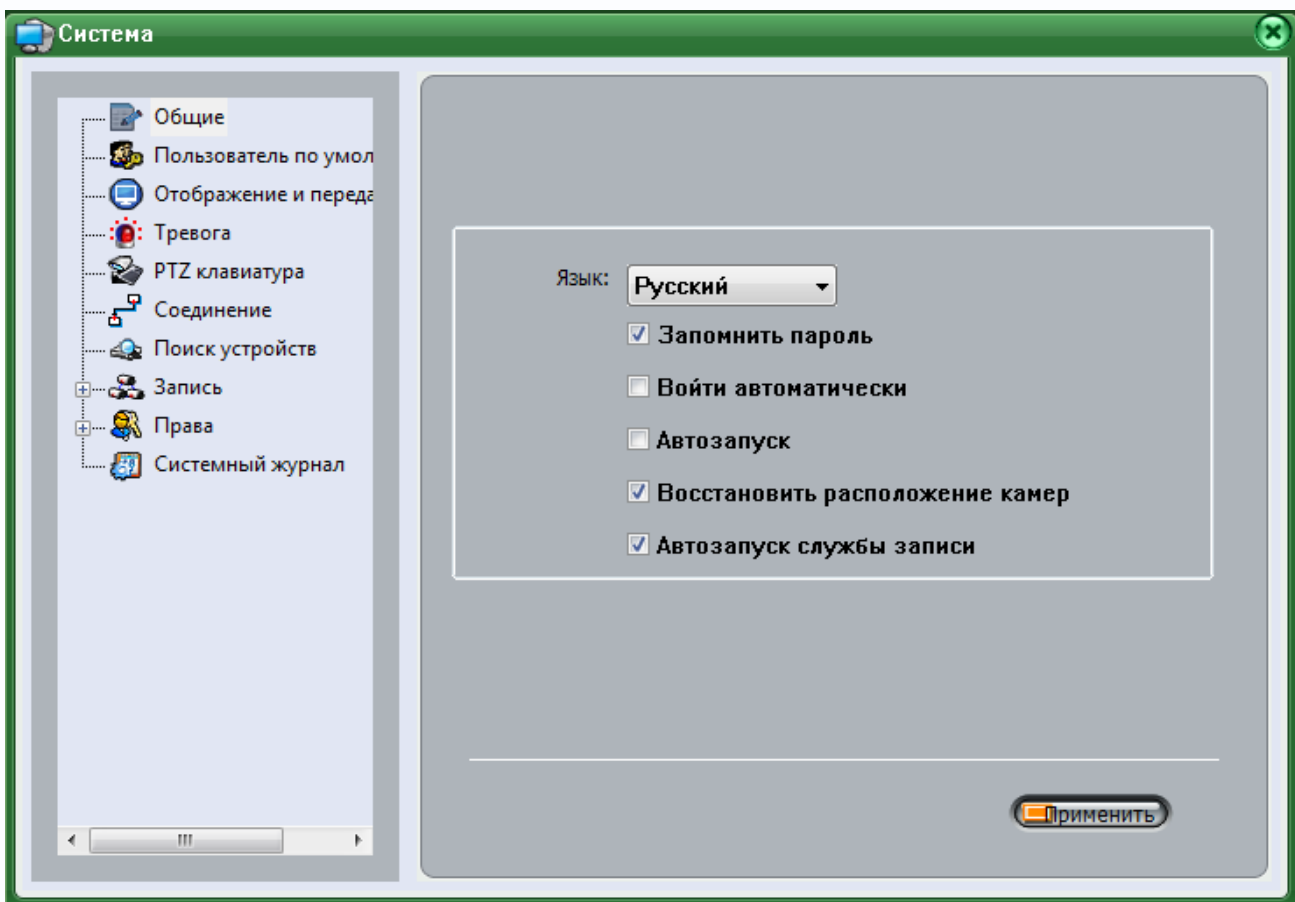 Система
Общие
Пользователь по умол
Отображение и переда
Тревога
PTZ клавиатура
Соединение
Поиск устройств
Запись
Права
Системный журнал
Язык: Русский
Запомнить пароль
Войти автоматически
Автозапуск
Восстановить расположение камер
Автозапуск службы записи
Применить